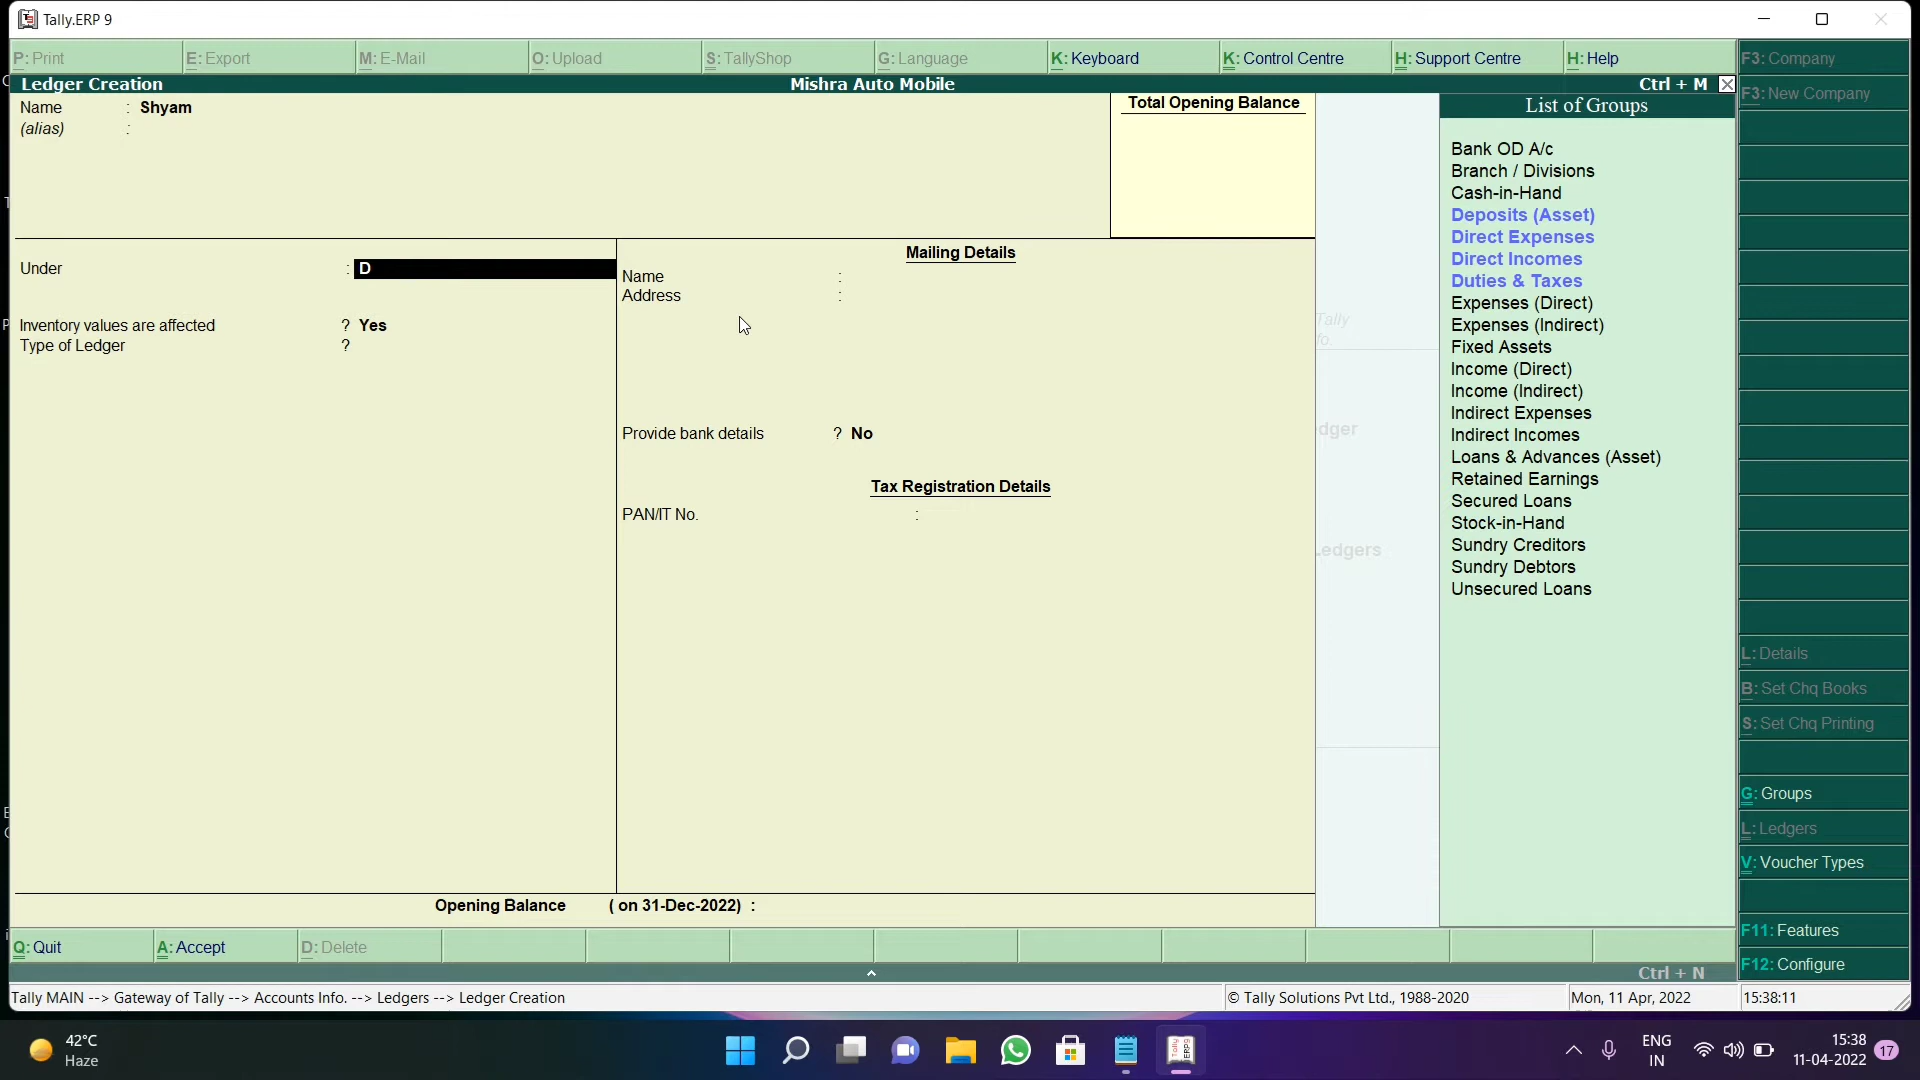 Tally.ERP 9
P: Print E: Export M: E-Mail O: Upload S: TallyShop G: Language K: Keyboard K: Control Centre H: Support Centre H: Help
F3: Company
F3: New Company
Ledger Creation Mishra Auto Mobile Ctrl + M
Name : Shyam
(alias) :
Total Opening Balance
Under : D
Inventory values are affected ? Yes
Type of Ledger ?
Mailing Details
Name :
Address :
Provide bank details ? No
Tax Registration Details
PAN/IT No. :
Opening Balance ( on 31-Dec-2022) :
Tally
fo.
dger
Ledgers
List of Groups
Bank OD A/c
Branch / Divisions
Cash-in-Hand
Deposits (Asset)
Direct Expenses
Direct Incomes
Duties & Taxes
Expenses (Direct)
Expenses (Indirect)
Fixed Assets
Income (Direct)
Income (Indirect)
Indirect Expenses
Indirect Incomes
Loans & Advances (Asset)
Retained Earnings
Secured Loans
Stock-in-Hand
Sundry Creditors
Sundry Debtors
Unsecured Loans
L: Details
B: Set Chq Books
S: Set Chq Printing
G: Groups
L: Ledgers
V: Voucher Types
F11: Features
F12: Configure
Q: Quit A: Accept D: Delete
Ctrl + N
Tally MAIN --> Gateway of Tally --> Accounts Info. --> Ledgers --> Ledger Creation © Tally Solutions Pvt Ltd., 1988-2020 Mon, 11 Apr, 2022 15:38:11
42°C
Haze
Tally
ERP9
ENG
IN
15:38
11-04-2022
17